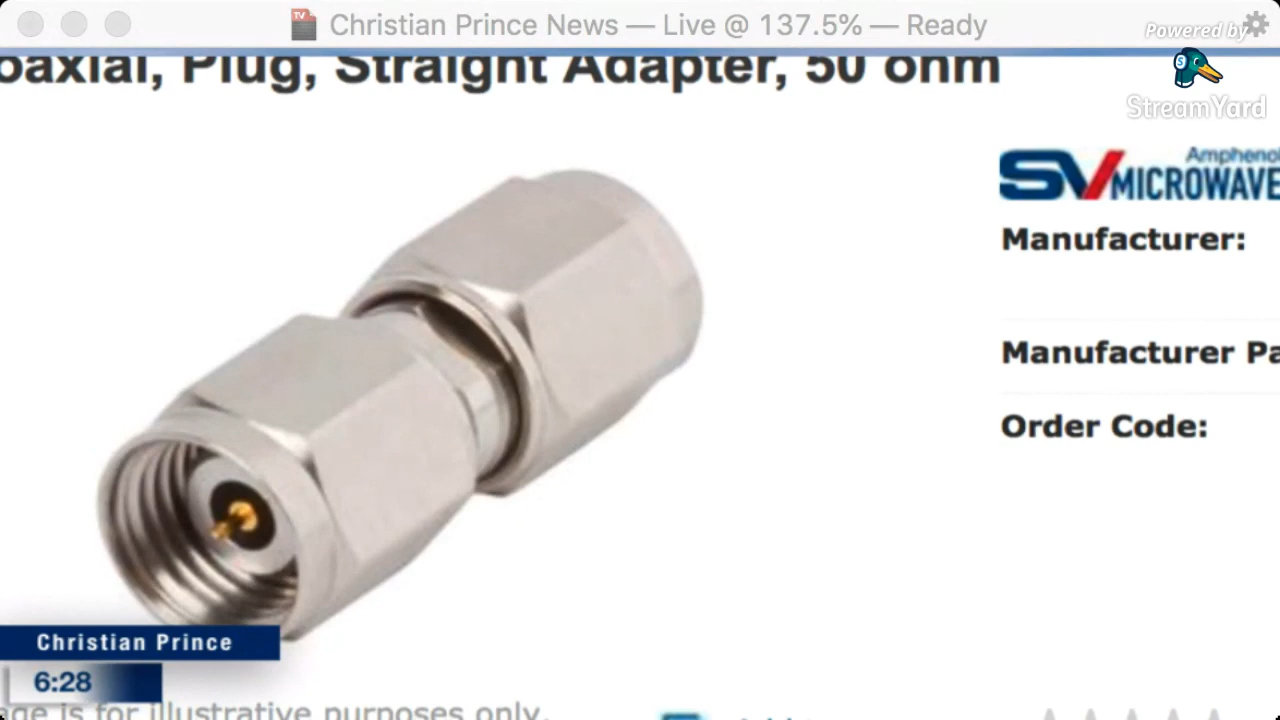 Christian Prince News — Live @ 137.5% — Ready
Powered by
StreamYard
oaxial, Plug, Straight Adapter, 50 ohm
Amphenol
SV MICROWAVE
Manufacturer:
Manufacturer Pa
Order Code:
Christian Prince
6:28
ge is for illustrative purposes only.